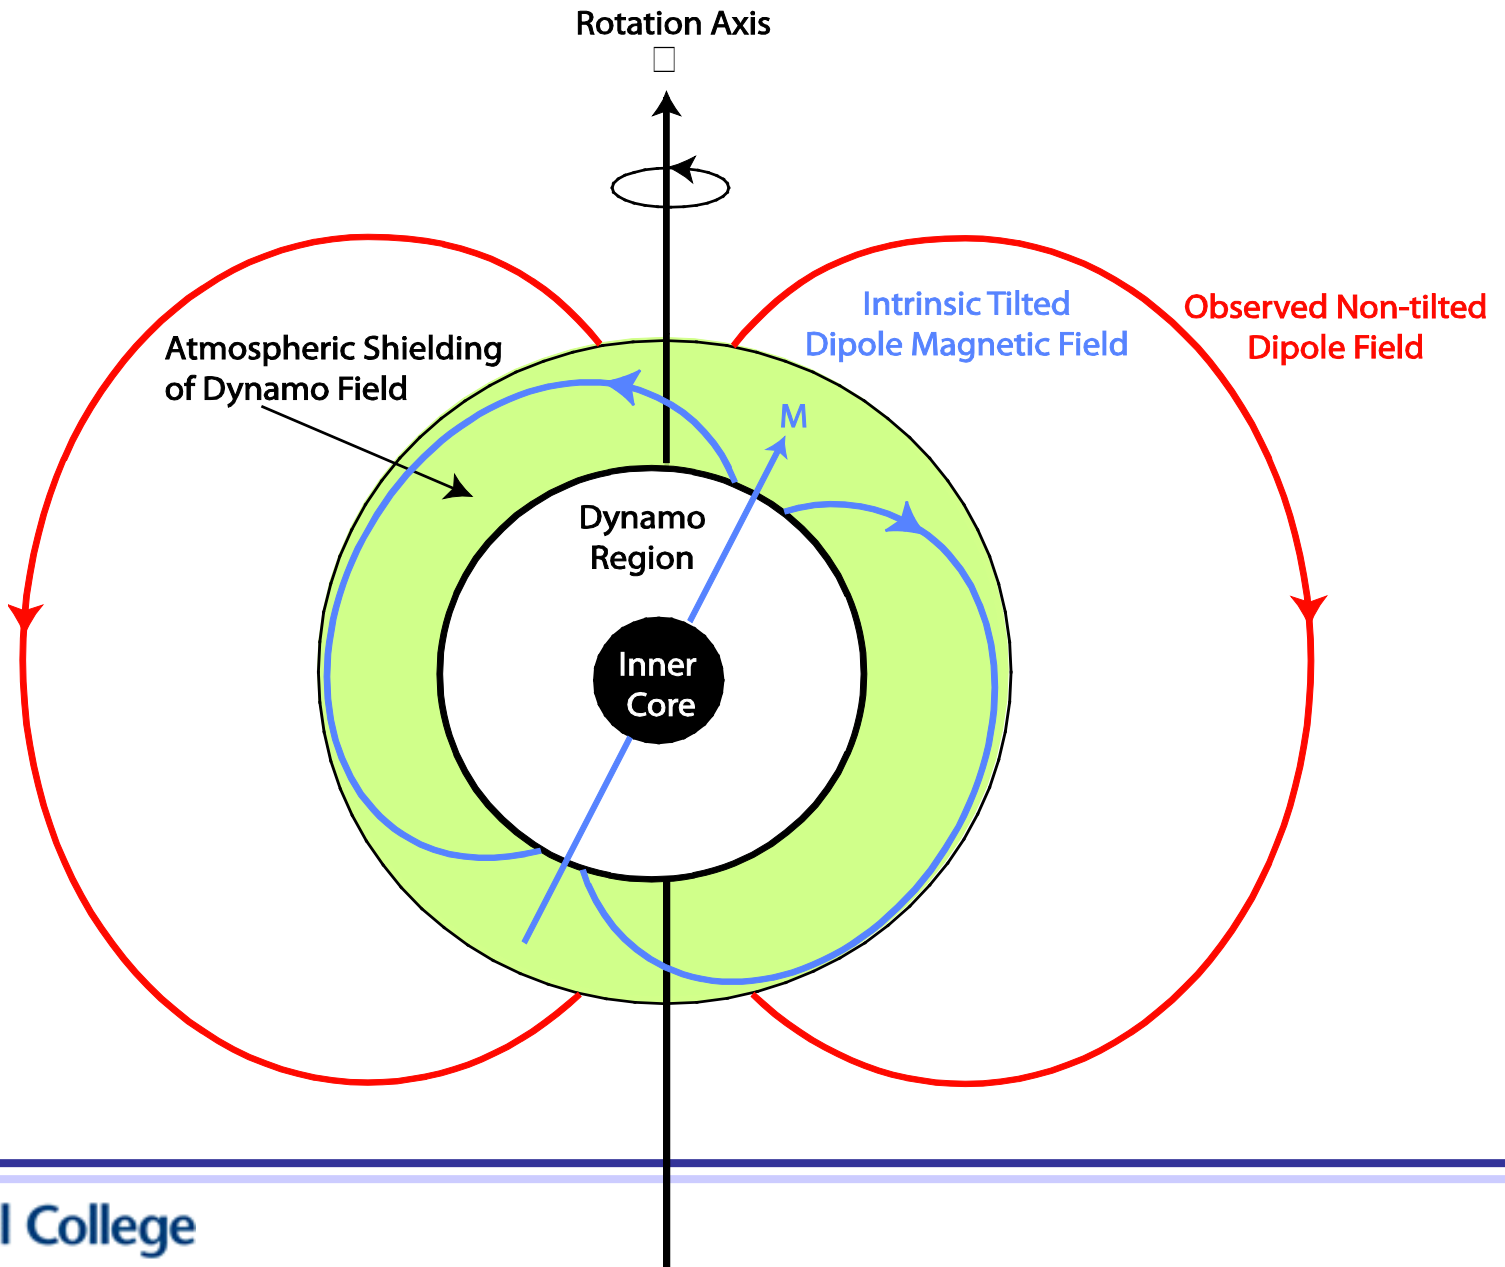 Rotation Axis
Intrinsic Tilted
Dipole Magnetic Field
Observed Non-tilted
Dipole Field
Atmospheric Shielding
of Dynamo Field
M
Dynamo
Region
Inner
Core
l College